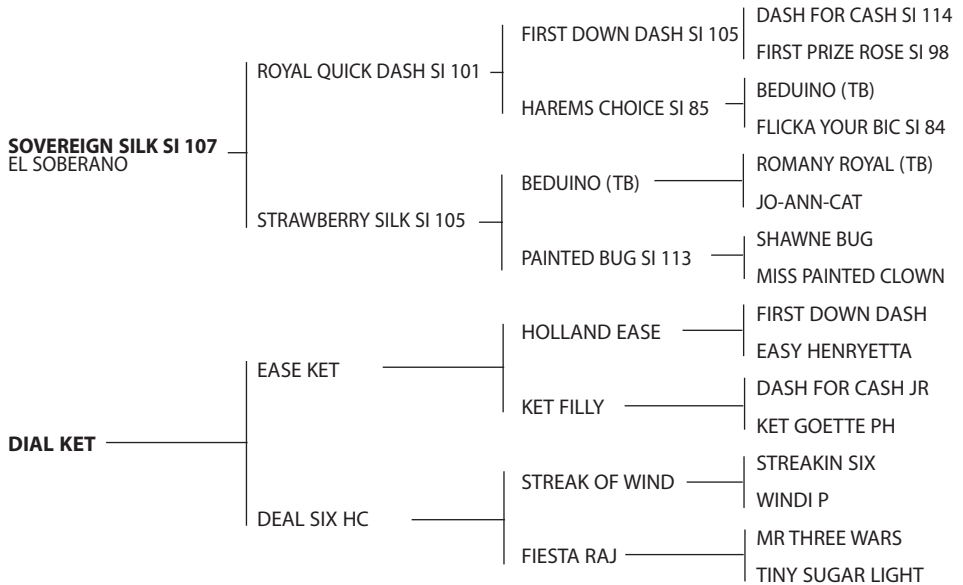 DASH FOR CASH SI 114
FIRST DOWN DASH SI 105
FIRST PRIZE ROSE SI 98
ROYAL QUICK DASH SI 101
BEDUINO (TB)
HAREMS CHOICE SI 85
FLICKA YOUR BIC SI 84
SOVEREIGN SILK SI 107
EL SOBERANO
ROMANY ROYAL (TB)
BEDUINO (TB)
JO-ANN-CAT
STRAWBERRY SILK SI 105
SHAWNE BUG
PAINTED BUG SI 113
MISS PAINTED CLOWN
FIRST DOWN DASH
HOLLAND EASE
EASY HENRYETTA
EASE KET
DASH FOR CASH JR
KET FILLY
KET GOETTE PH
DIAL KET
STREAKIN SIX
STREAK OF WIND
WINDI P
DEAL SIX HC
MR THREE WARS
FIESTA RAJ
TINY SUGAR LIGHT